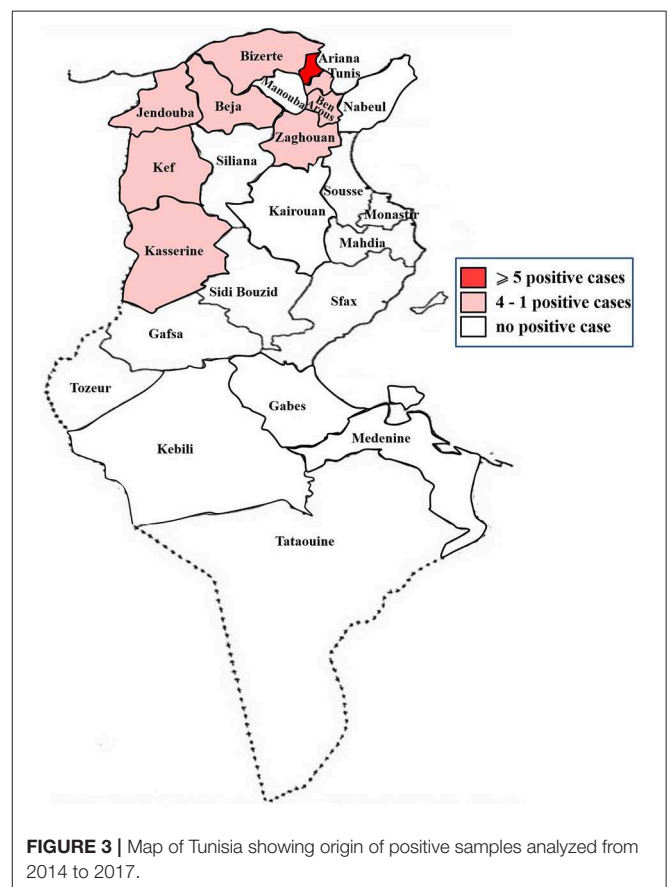 Bizerte
Ariana
Tunis
Manouba
Ben
Arous
Nabeul
Jendouba
Beja
Zaghouan
Kef
Siliana
Sousse
Kairouan
Monastir
Kasserine
Mahdia
Sidi Bouzid
Sfax
Gafsa
⩾ 5 positive cases
4 - 1 positive cases
no positive case
Tozeur
Gabes
Kebili
Medenine
Tataouine
FIGURE 3 | Map of Tunisia showing origin of positive samples analyzed from
2014 to 2017.